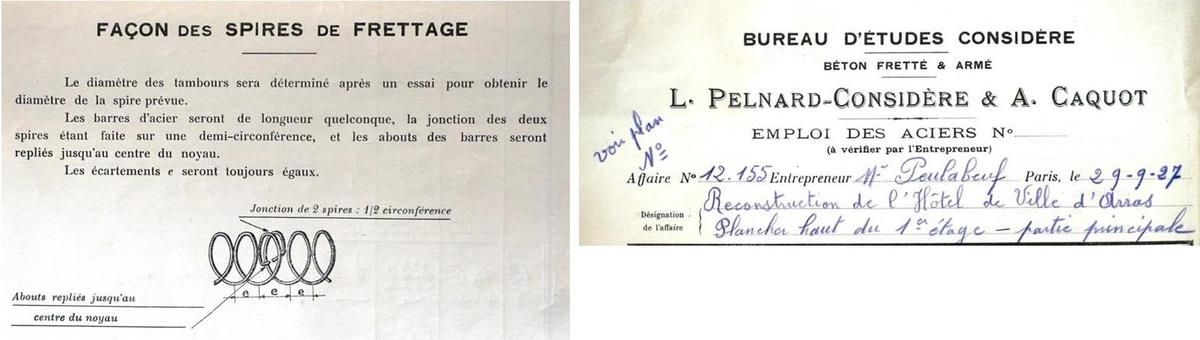 FAÇON DES SPIRES DE FRETTAGE
Le diamètre des tambours sera déterminé après un essai pour obtenir le
diamètre de la spire prévue.
Les barres d'acier seront de longueur quelconque, la jonction des deux
spires étant faite sur une demi-circonférence, et les abouts des barres seront
repliés jusqu'au centre du noyau.
Les écartements e seront toujours égaux.
Jonction de 2 spires : 1/2 circonférence
e e e
Abouts repliés jusqu'au
centre du noyau
BUREAU D'ÉTUDES CONSIDÈRE
BÉTON FRETTÉ & ARMÉ
L. PELNARD-CONSIDÈRE & A. CAQUOT
EMPLOI DES ACIERS No
(à vérifier par l'Entrepreneur)
voir plan
No
Affaire No 12.155 Entrepreneur Mr Peulabeuf Paris, le 29-9-27
Désignation
de l'affaire
Reconstruction de l'Hôtel de Ville d'Arras
Plancher haut du 1er étage - partie principale